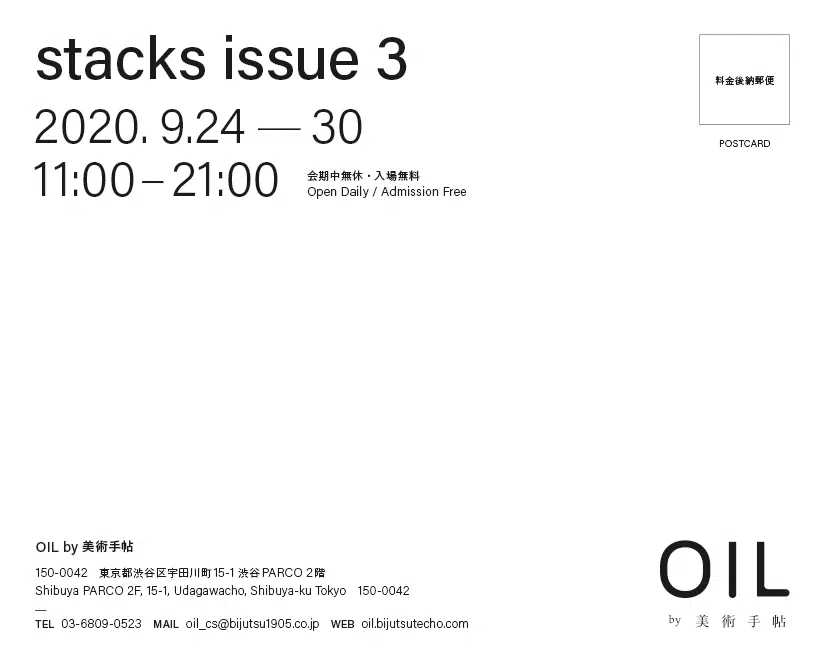 stacks issue 3
2020. 9.24 — 30
11:00 – 21:00
会期中無休・入場無料
Open Daily / Admission Free
料金後納郵便
POSTCARD
OIL by 美術手帖
150-0042 東京都渋谷区宇田川町15-1 渋谷PARCO 2階
Shibuya PARCO 2F, 15-1, Udagawacho, Shibuya-ku Tokyo 150-0042
—
TEL 03-6809-0523 MAIL oil_cs@bijutsu1905.co.jp WEB oil.bijutsutecho.com
OIL
by 美術手帖